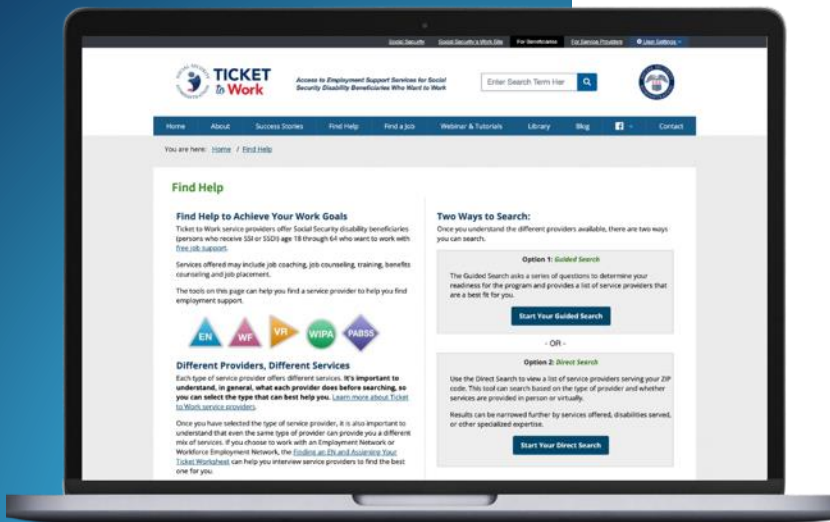 Social Security
Social Security's Work Site
For Beneficiaries
For Service Providers
User Settings
TICKET
to Work
Access to Employment Support Services for Social
Security Disability Beneficiaries Who Want to Work
Enter Search Term Her
Home
About
Success Stories
Find Help
Find a Job
Webinar & Tutorials
Library
Blog
Contact
You are here: Home / Find Help
Find Help
Find Help to Achieve Your Work Goals
Ticket to Work service providers offer Social Security disability beneficiaries
(persons who receive SSI or SSDI) age 18 through 64 who want to work with
free job support.
Services offered may include job coaching, job counseling, training, benefits
counseling and job placement.
The tools on this page can help you find a service provider to help you find
employment support.
EN
WF
VR
WIPA
PABSS
Different Providers, Different Services
Each type of service provider offers different services. It's important to
understand, in general, what each provider does before searching, so
you can select the type that can best help you. Learn more about Ticket
to Work service providers.
Once you have selected the type of service provider, it is also important to
understand that even the same type of provider can provide you a different
mix of services. If you choose to work with an Employment Network or
Workforce Employment Network, the Finding an EN and Assigning Your
Ticket Worksheet can help you interview service providers to find the best
one for you.
Two Ways to Search:
Once you understand the different providers available, there are two ways
you can search.
Option 1: Guided Search
The Guided Search asks a series of questions to determine your
readiness for the program and provides a list of service providers that
are a best fit for you.
Start Your Guided Search
- OR -
Option 2: Direct Search
Use the Direct Search to view a list of service providers serving your ZIP
code. This tool can search based on the type of provider and whether
services are provided in person or virtually.
Results can be narrowed further by services offered, disabilities served,
or other specialized expertise.
Start Your Direct Search